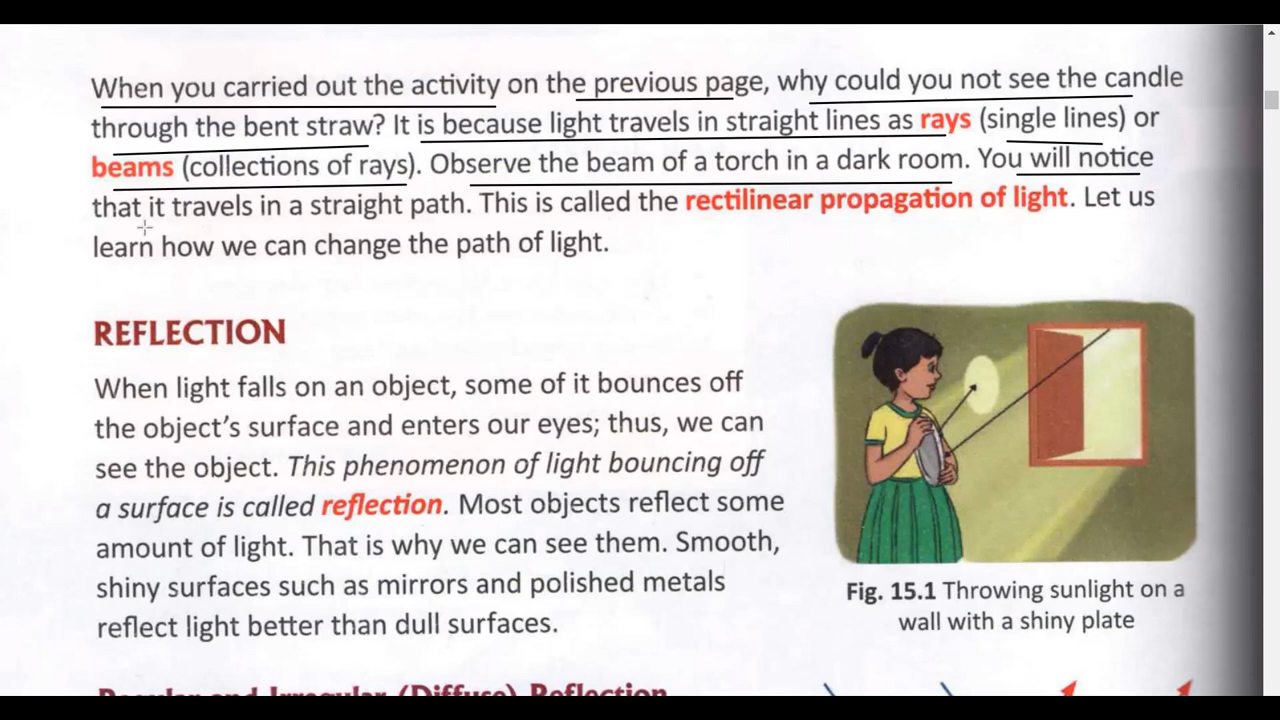 When you carried out the activity on the previous page, why could you not see the candle
through the bent straw? It is because light travels in straight lines as rays (single lines) or
beams (collections of rays). Observe the beam of a torch in a dark room. You will notice
that it travels in a straight path. This is called the rectilinear propagation of light. Let us
learn how we can change the path of light.
REFLECTION
When light falls on an object, some of it bounces off
the object's surface and enters our eyes; thus, we can
see the object. This phenomenon of light bouncing off
a surface is called reflection. Most objects reflect some
amount of light. That is why we can see them. Smooth,
shiny surfaces such as mirrors and polished metals
reflect light better than dull surfaces.
Fig. 15.1 Throwing sunlight on a
wall with a shiny plate
Regular and Irregular (Diffuse) Reflection